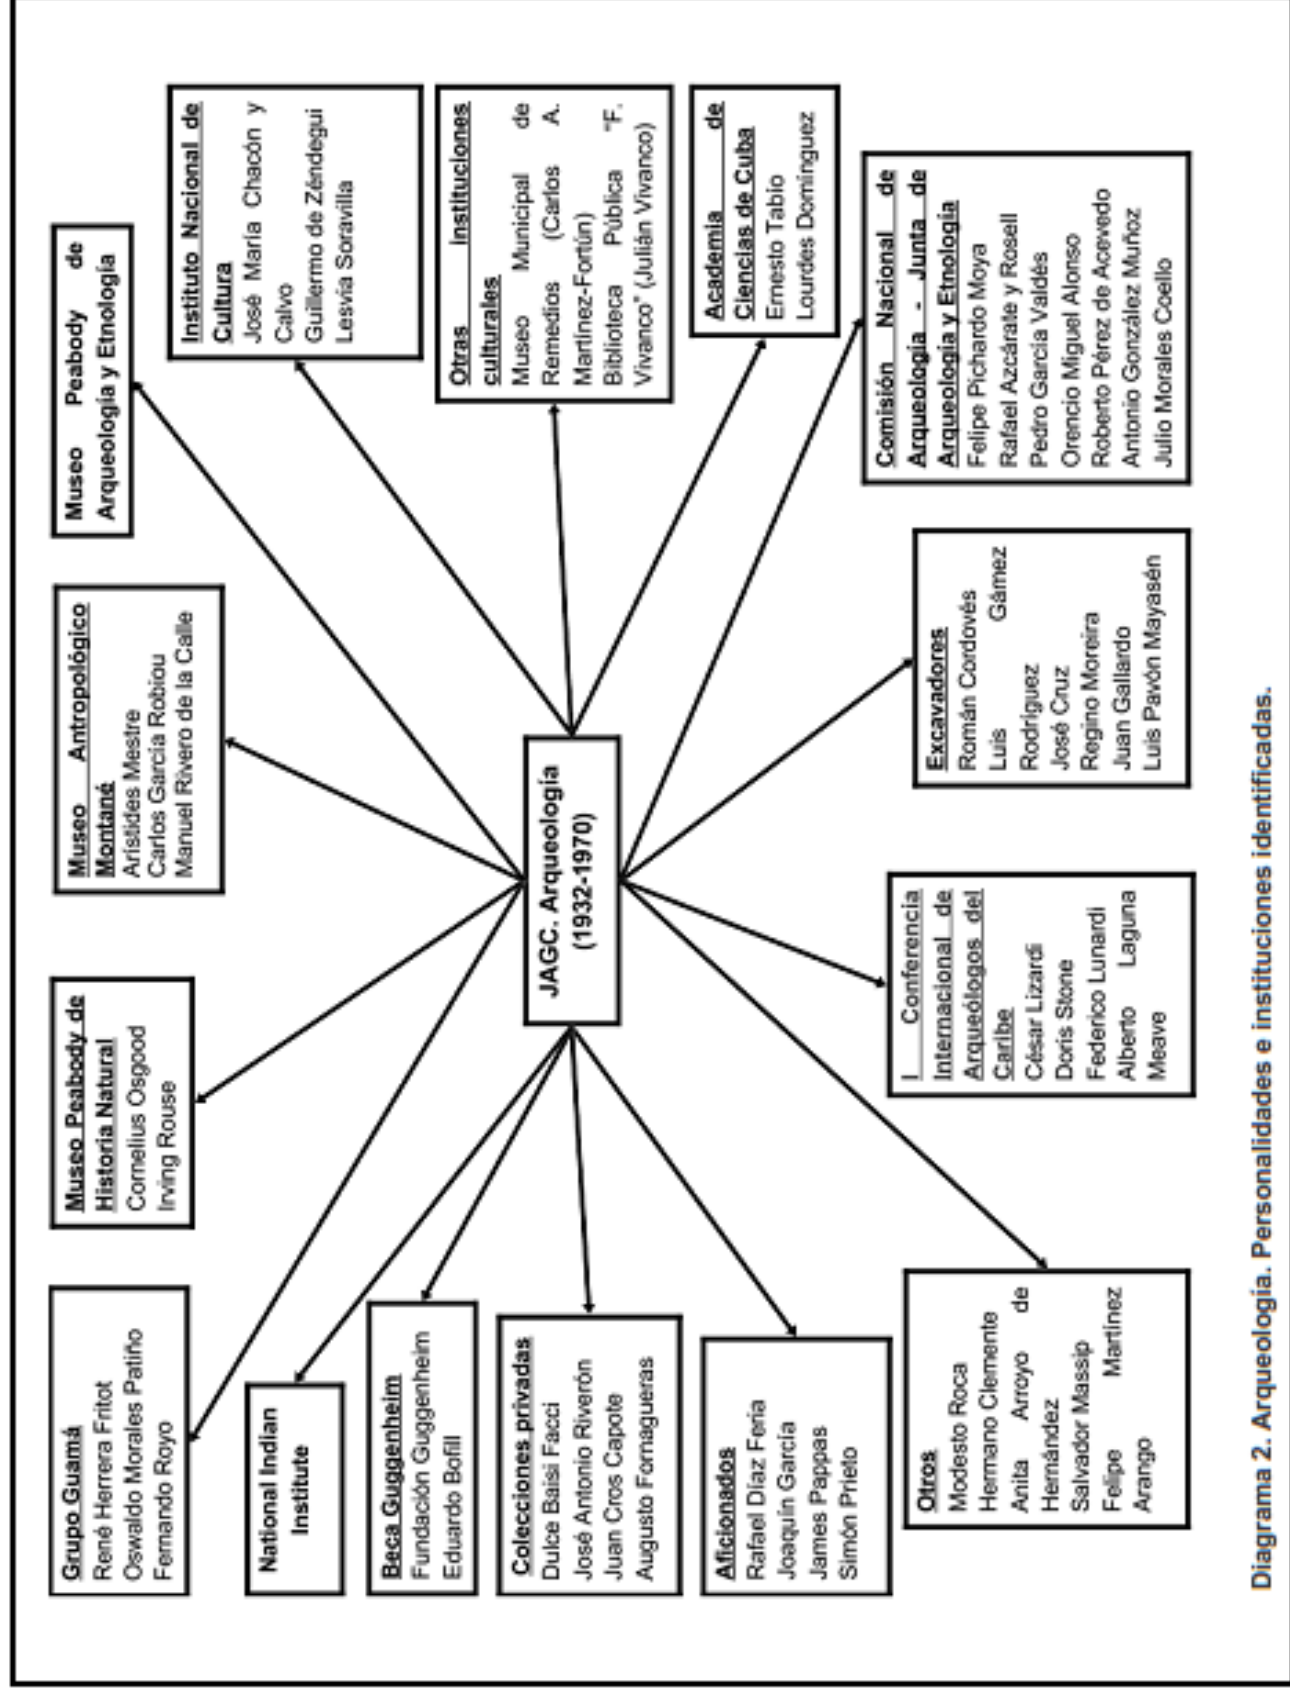 Grupo Guamá
René Herrera Fritot
Oswaldo Morales Patiño
Fernando Royo
Museo Peabody de
Historia Natural
Cornelius Osgood
Irving Rouse
Museo Antropológico
Montané
Arístides Mestre
Carlos García Robiou
Manuel Rivero de la Calle
Museo Peabody de
Arqueología y Etnología
Instituto Nacional de
Cultura
José María Chacón y
Calvo
Guillermo de Zéndegui
Lesvia Soravilla
National Indian
Institute
Beca Guggenheim
Fundación Guggenheim
Eduardo Bofill
Otras instituciones
culturales
Museo Municipal de
Remedios (Carlos A.
Martínez-Fortún)
Biblioteca Pública "F.
Vivanco" (Julián Vivanco)
Colecciones privadas
Dulce Baisi Facci
José Antonio Riverón
Juan Cros Capote
Augusto Fornagueras
JAGC. Arqueología
(1932-1970)
Academia de
Ciencias de Cuba
Ernesto Tabio
Lourdes Domínguez
Aficionados
Rafael Díaz Feria
Joaquín García
James Pappas
Simón Prieto
Comisión Nacional de
Arqueología - Junta de
Arqueología y Etnología
Felipe Pichardo Moya
Rafael Azcárate y Rosell
Pedro García Valdés
Orencio Miguel Alonso
Roberto Pérez de Acevedo
Antonio González Muñoz
Julio Morales Coello
Otros
Modesto Roca
Hermano Clemente
Anita Arroyo de
Hernández
Salvador Massip
Felipe Martínez
Arango
I Conferencia
Internacional de
Arqueólogos del
Caribe
César Lizardi
Doris Stone
Federico Lunardi
Alberto Laguna
Meave
Excavadores
Román Cordovés
Luis Gámez
Rodríguez
José Cruz
Regino Moreira
Juan Gallardo
Luis Pavón Mayasén
Diagrama 2. Arqueología. Personalidades e instituciones identificadas.